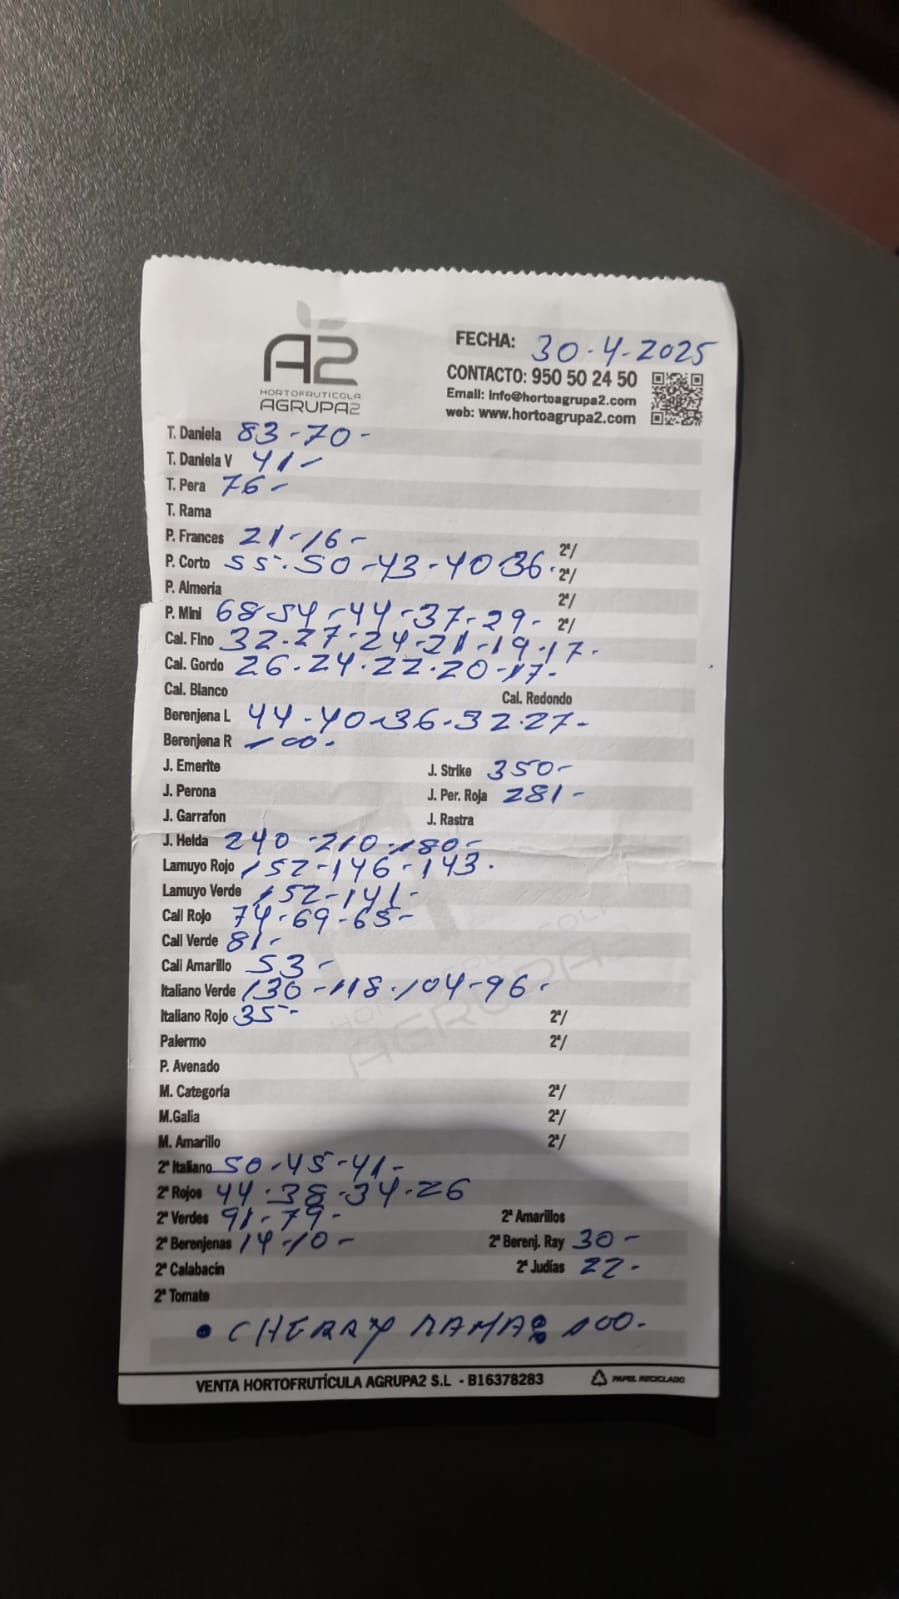 A2
HORTOFRUTICOLA
AGRUPA2
FECHA: 30-4-2025
CONTACTO: 950 50 24 50
Email: info@hortoagrupa2.com
web: www.hortoagrupa2.com
T. Daniela 83-70-
T. Daniela V 41-
T. Pera 76-
T. Rama
P. Frances 21-16- 2ª/
P. Corto 55-50-43-40-36. 2ª/
P. Almería 2ª/
P. Mini 68-54-44-37-29- 2ª/
Cal. Fino 32-27-24-21-19-17-
Cal. Gordo 26-24-22-20-17-
Cal. Blanco Cal. Redondo
Berenjena L 44-40-36-32-27-
Berenjena R 100-
J. Emerite J. Strike 350-
J. Perona J. Per. Roja 281-
J. Garrafon J. Rastra
J. Helda 240-210-180-
Lamuyo Rojo 152-146-143-
Lamuyo Verde 152-141-
Cali Rojo 74-69-65-
Cali Verde 81-
Cali Amarillo 53-
Italiano Verde 130-118-104-96-
Italiano Rojo 35- 2ª/
Palermo 2ª/
P. Avenado
M. Categoría 2ª/
M.Galia 2ª/
M. Amarillo 2ª/
2ª Italiano 50-45-41-
2ª Rojos 44-38-34-26
2ª Verdes 91-79- 2ª Amarillos
2ª Berenjenas 14-10- 2ª Berenj. Ray 30-
2ª Calabacín 2ª Judías 22-
2ª Tomate
• CHERRY RAMA: 100-
VENTA HORTOFRUTÍCULA AGRUPA2 S.L - B16378283 PAPEL RECICLADO